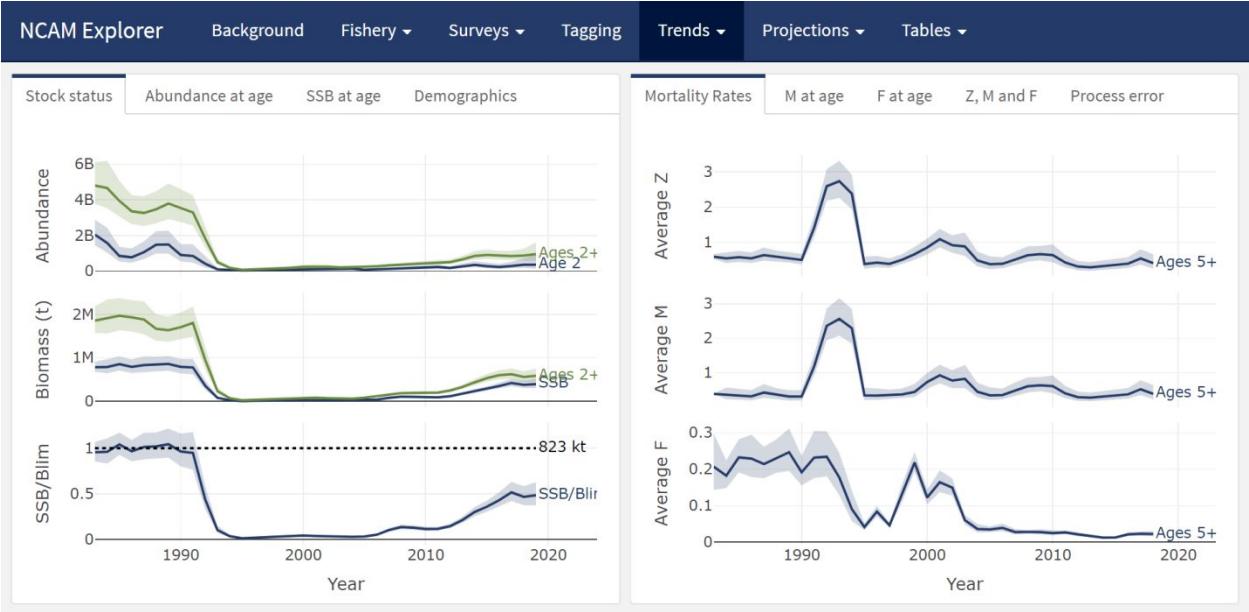 NCAM Explorer Background Fishery Surveys Tagging Trends Projections Tables
Stock status Abundance at age SSB at age Demographics
Abundance
6B
4B
2B
0
Ages 2+
Age 2
Biomass (t)
2M
1M
0
Ages 2+
SSB
SSB/Blim
1
0.5
0
823 kt
SSB/Blir
1990 2000 2010 2020
Year
Mortality Rates M at age F at age Z, M and F Process error
Average Z
3
2
1
Ages 5+
Average M
3
2
1
Ages 5+
Average F
0.3
0.2
0.1
0
Ages 5+
1990 2000 2010 2020
Year